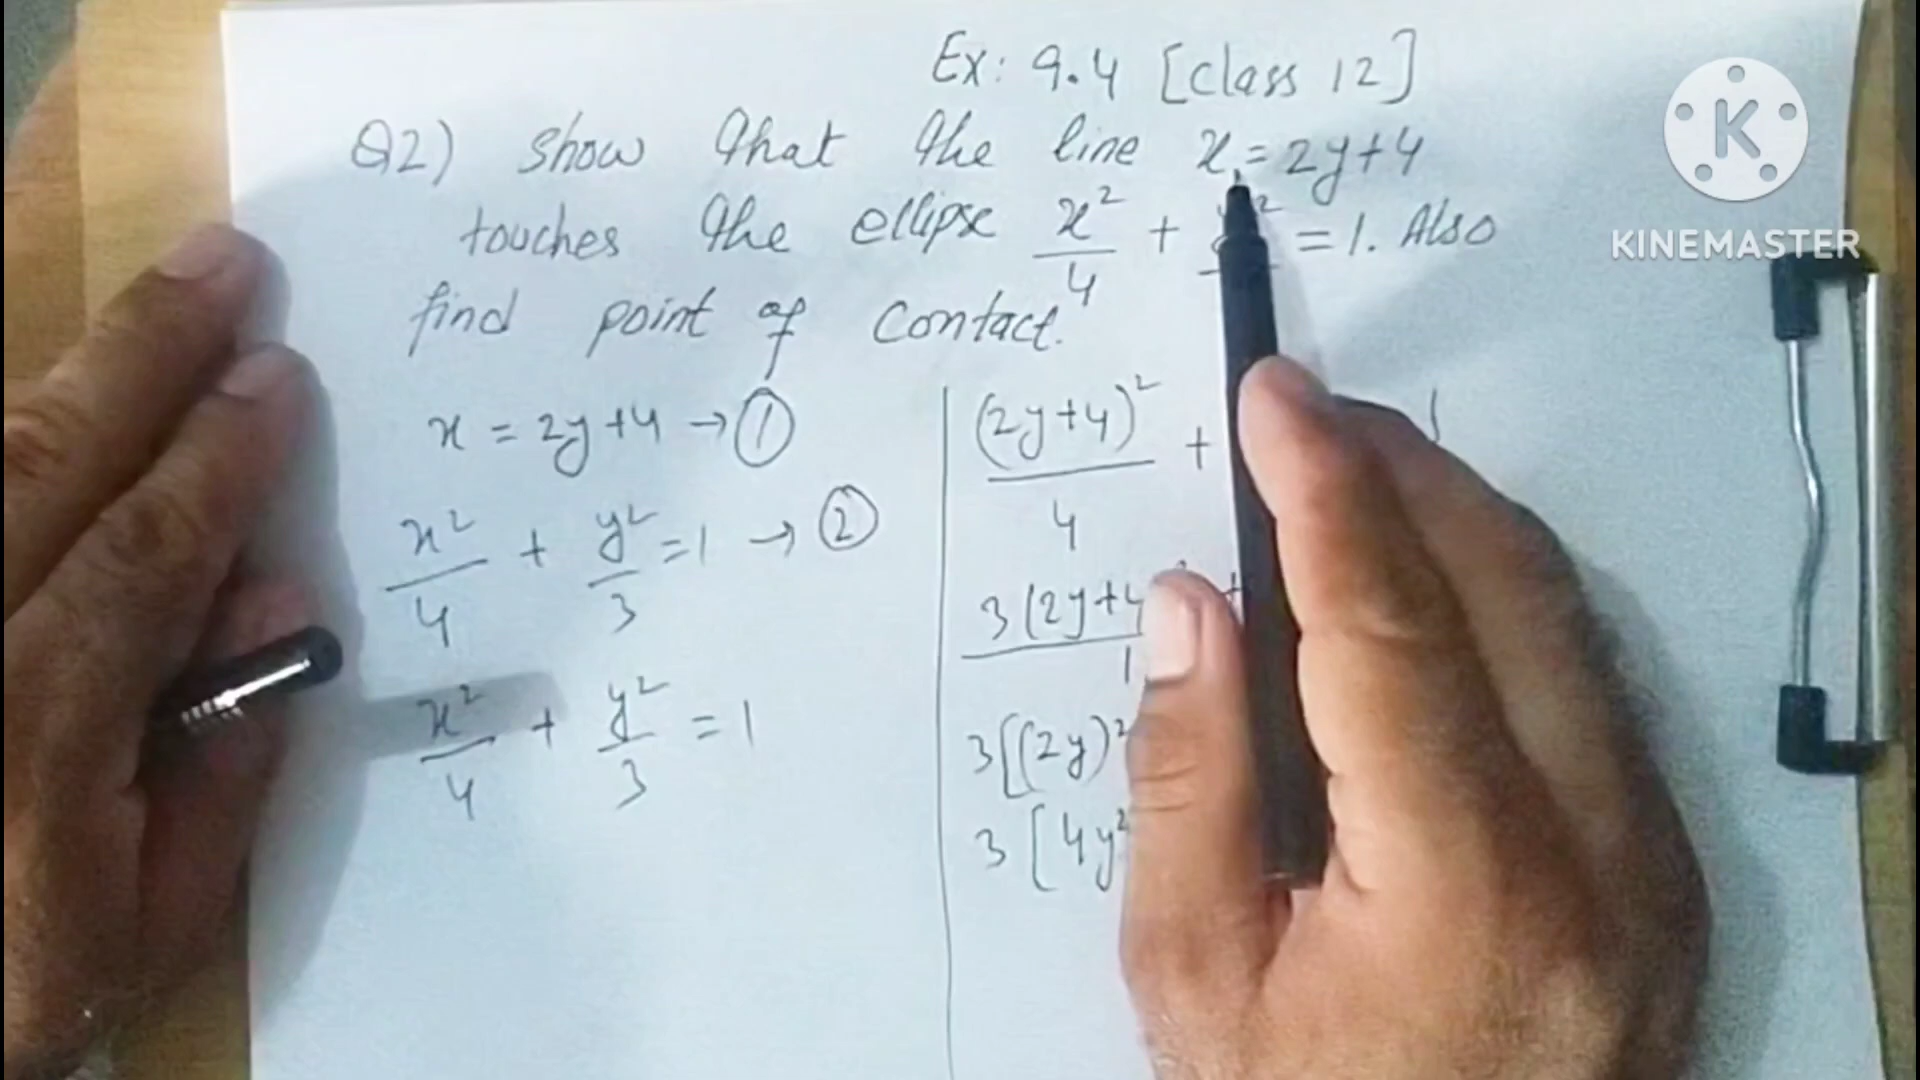 Ex: 9.4 [Class 12]
Q2) Show that the line x = 2y+4
touches the ellipse x²/4 + y²/ = 1. Also
find point of contact.
x = 2y+4 → ①
x²/4 + y²/3 = 1 → ②
x²/4 + y²/3 = 1
(2y+4)²/4 + 1
3(2y+4 +
1
3[(2y)²
3[4y²
K
KINEMASTER